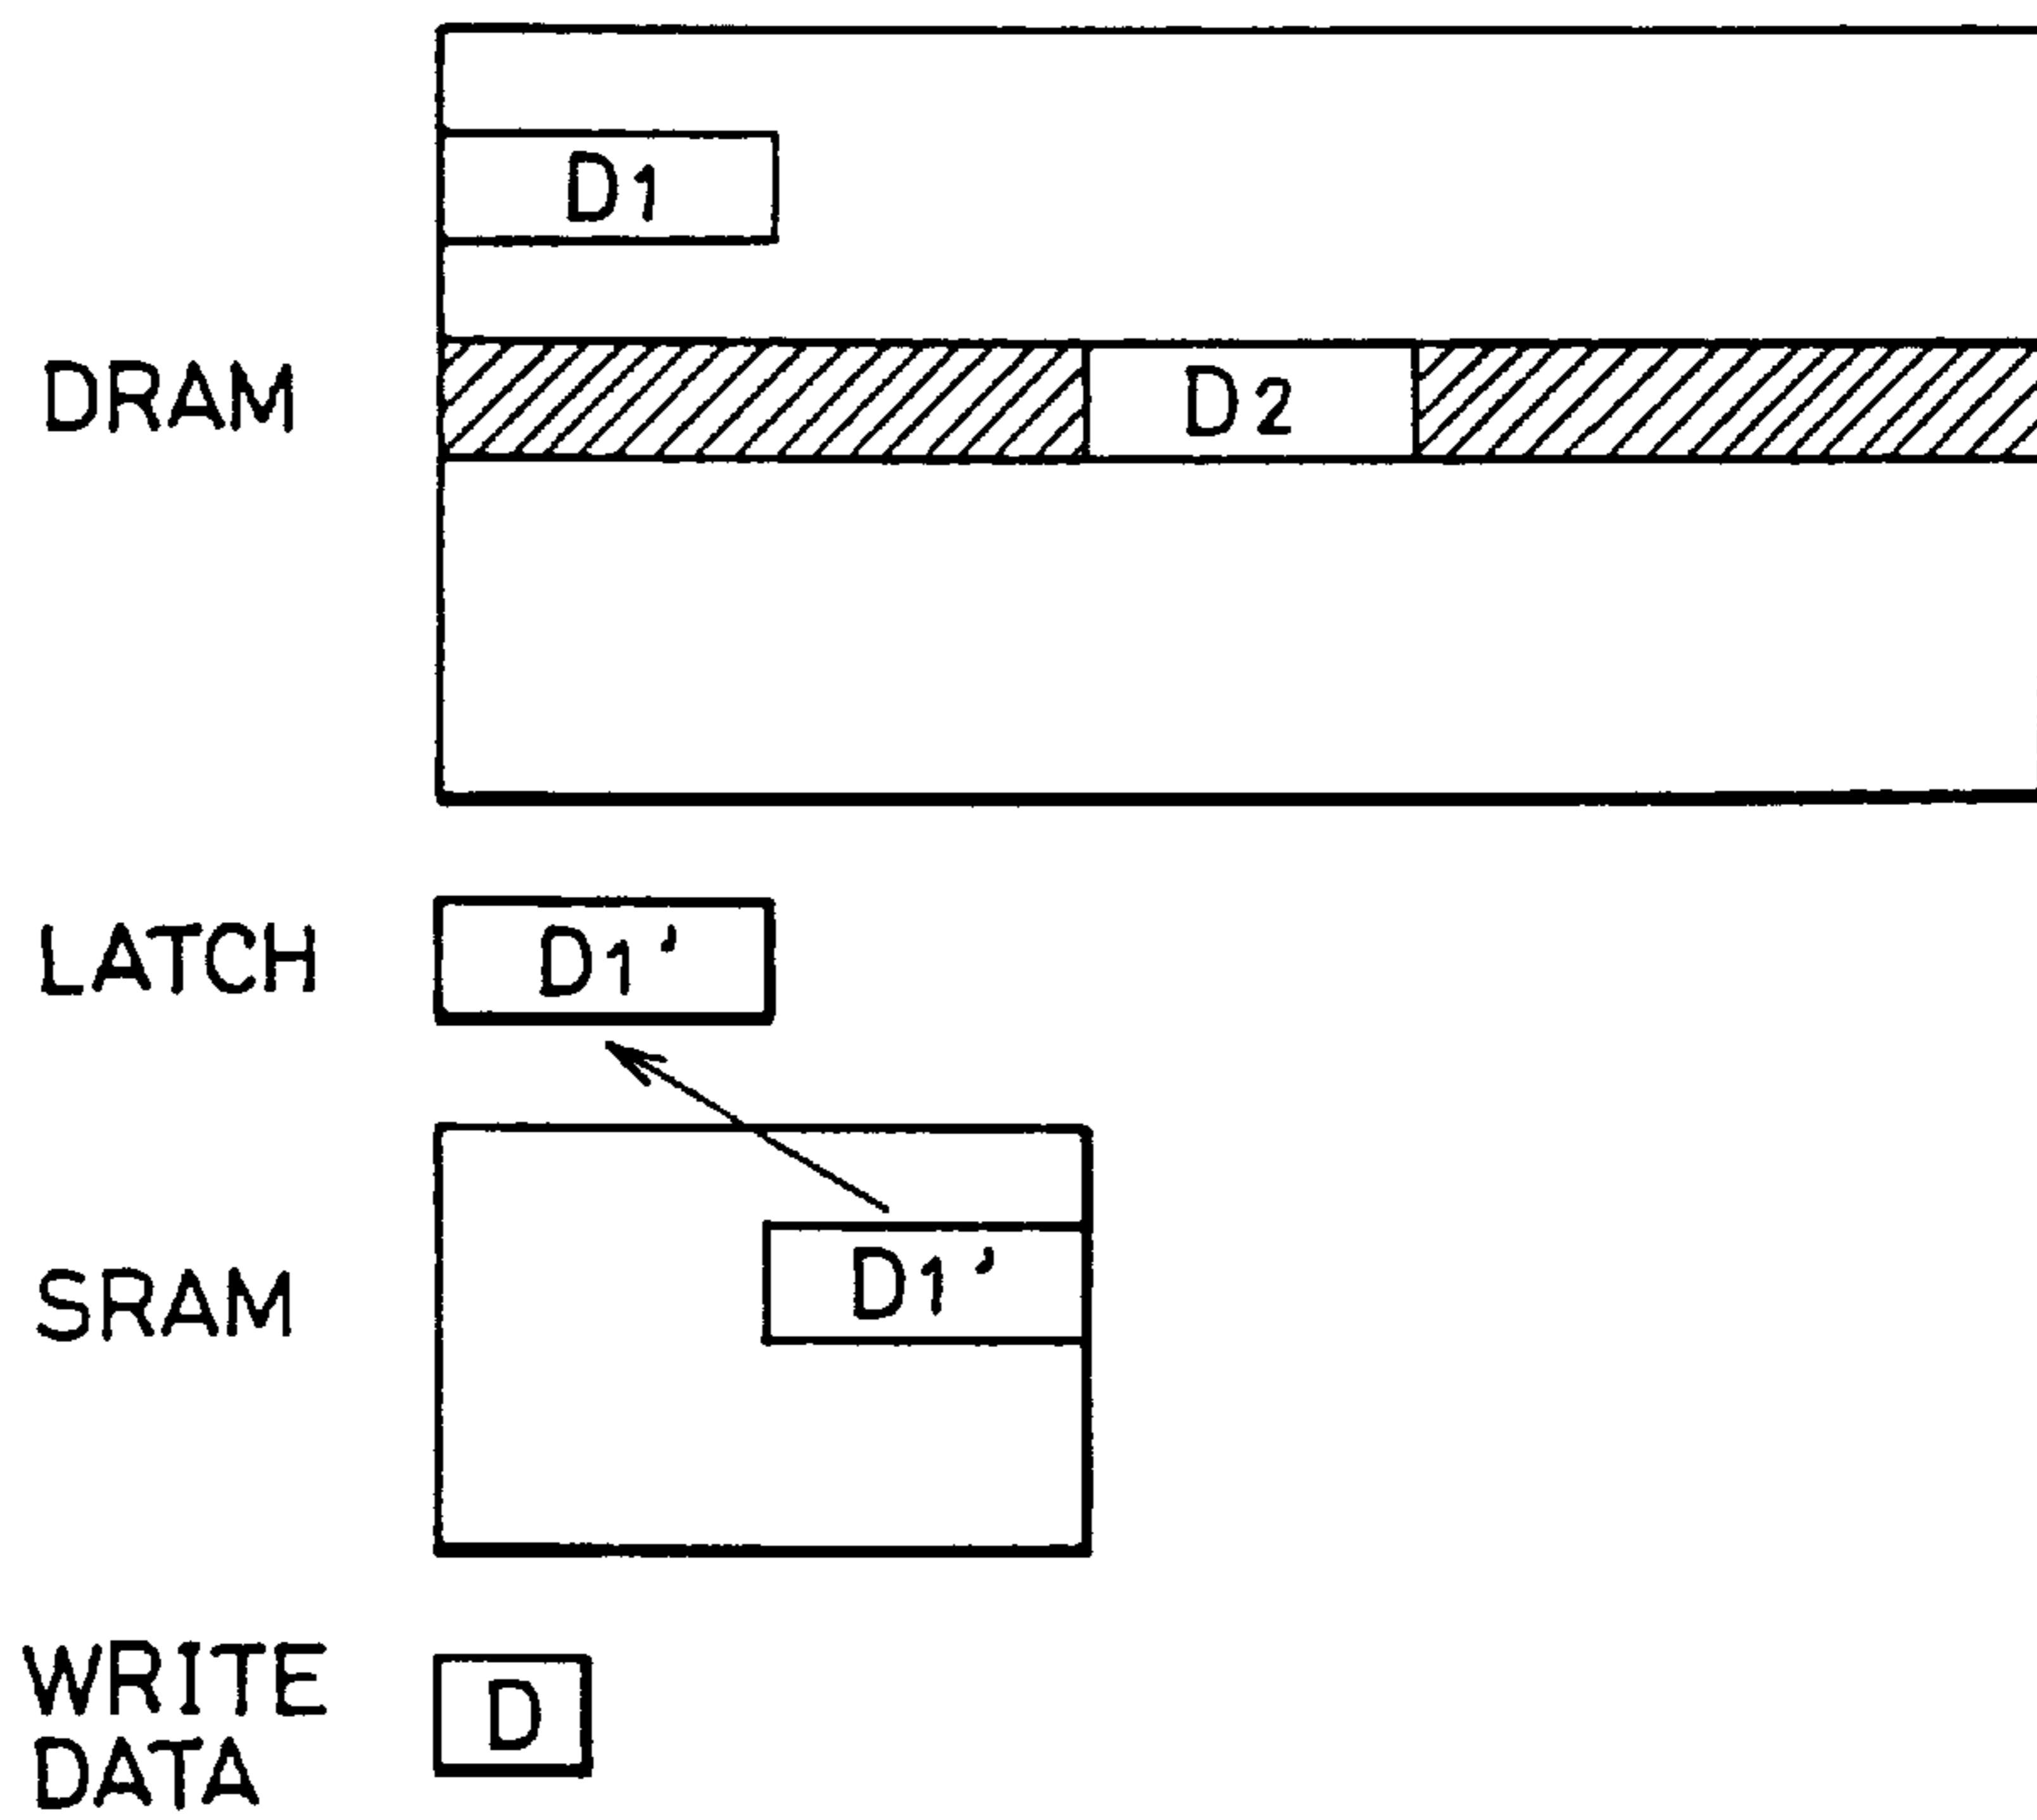 D1
DRAM
D2
LATCH
D1'
SRAM
D1'
WRITE
DATA
D